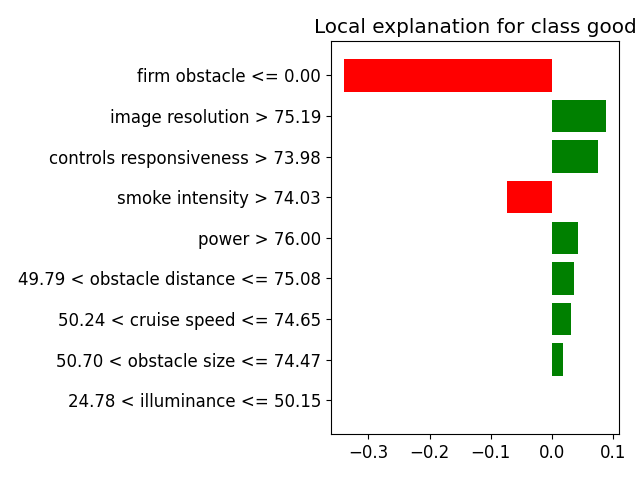 Local explanation for class good
firm obstacle <= 0.00
image resolution > 75.19
controls responsiveness > 73.98
smoke intensity > 74.03
power > 76.00
49.79 < obstacle distance <= 75.08
50.24 < cruise speed <= 74.65
50.70 < obstacle size <= 74.47
24.78 < illuminance <= 50.15
−0.3 −0.2 −0.1 0.0 0.1